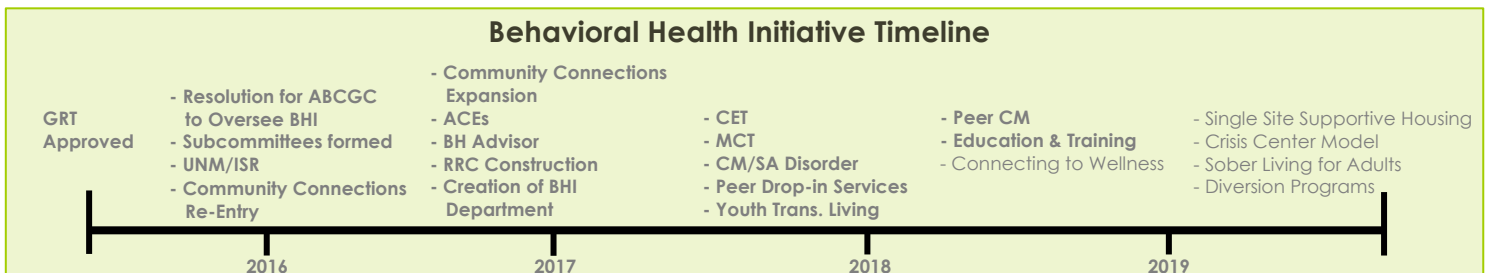 Behavioral Health Initiative Timeline
GRT
Approved
- Resolution for ABCGC
to Oversee BHI
- Subcommittees formed
- UNM/ISR
- Community Connections
Re-Entry
- Community Connections
Expansion
- ACEs
- BH Advisor
- RRC Construction
- Creation of BHI
Department
- CET
- MCT
- CM/SA Disorder
- Peer Drop-in Services
- Youth Trans. Living
- Peer CM
- Education & Training
- Connecting to Wellness
- Single Site Supportive Housing
- Crisis Center Model
- Sober Living for Adults
- Diversion Programs
2016
2017
2018
2019